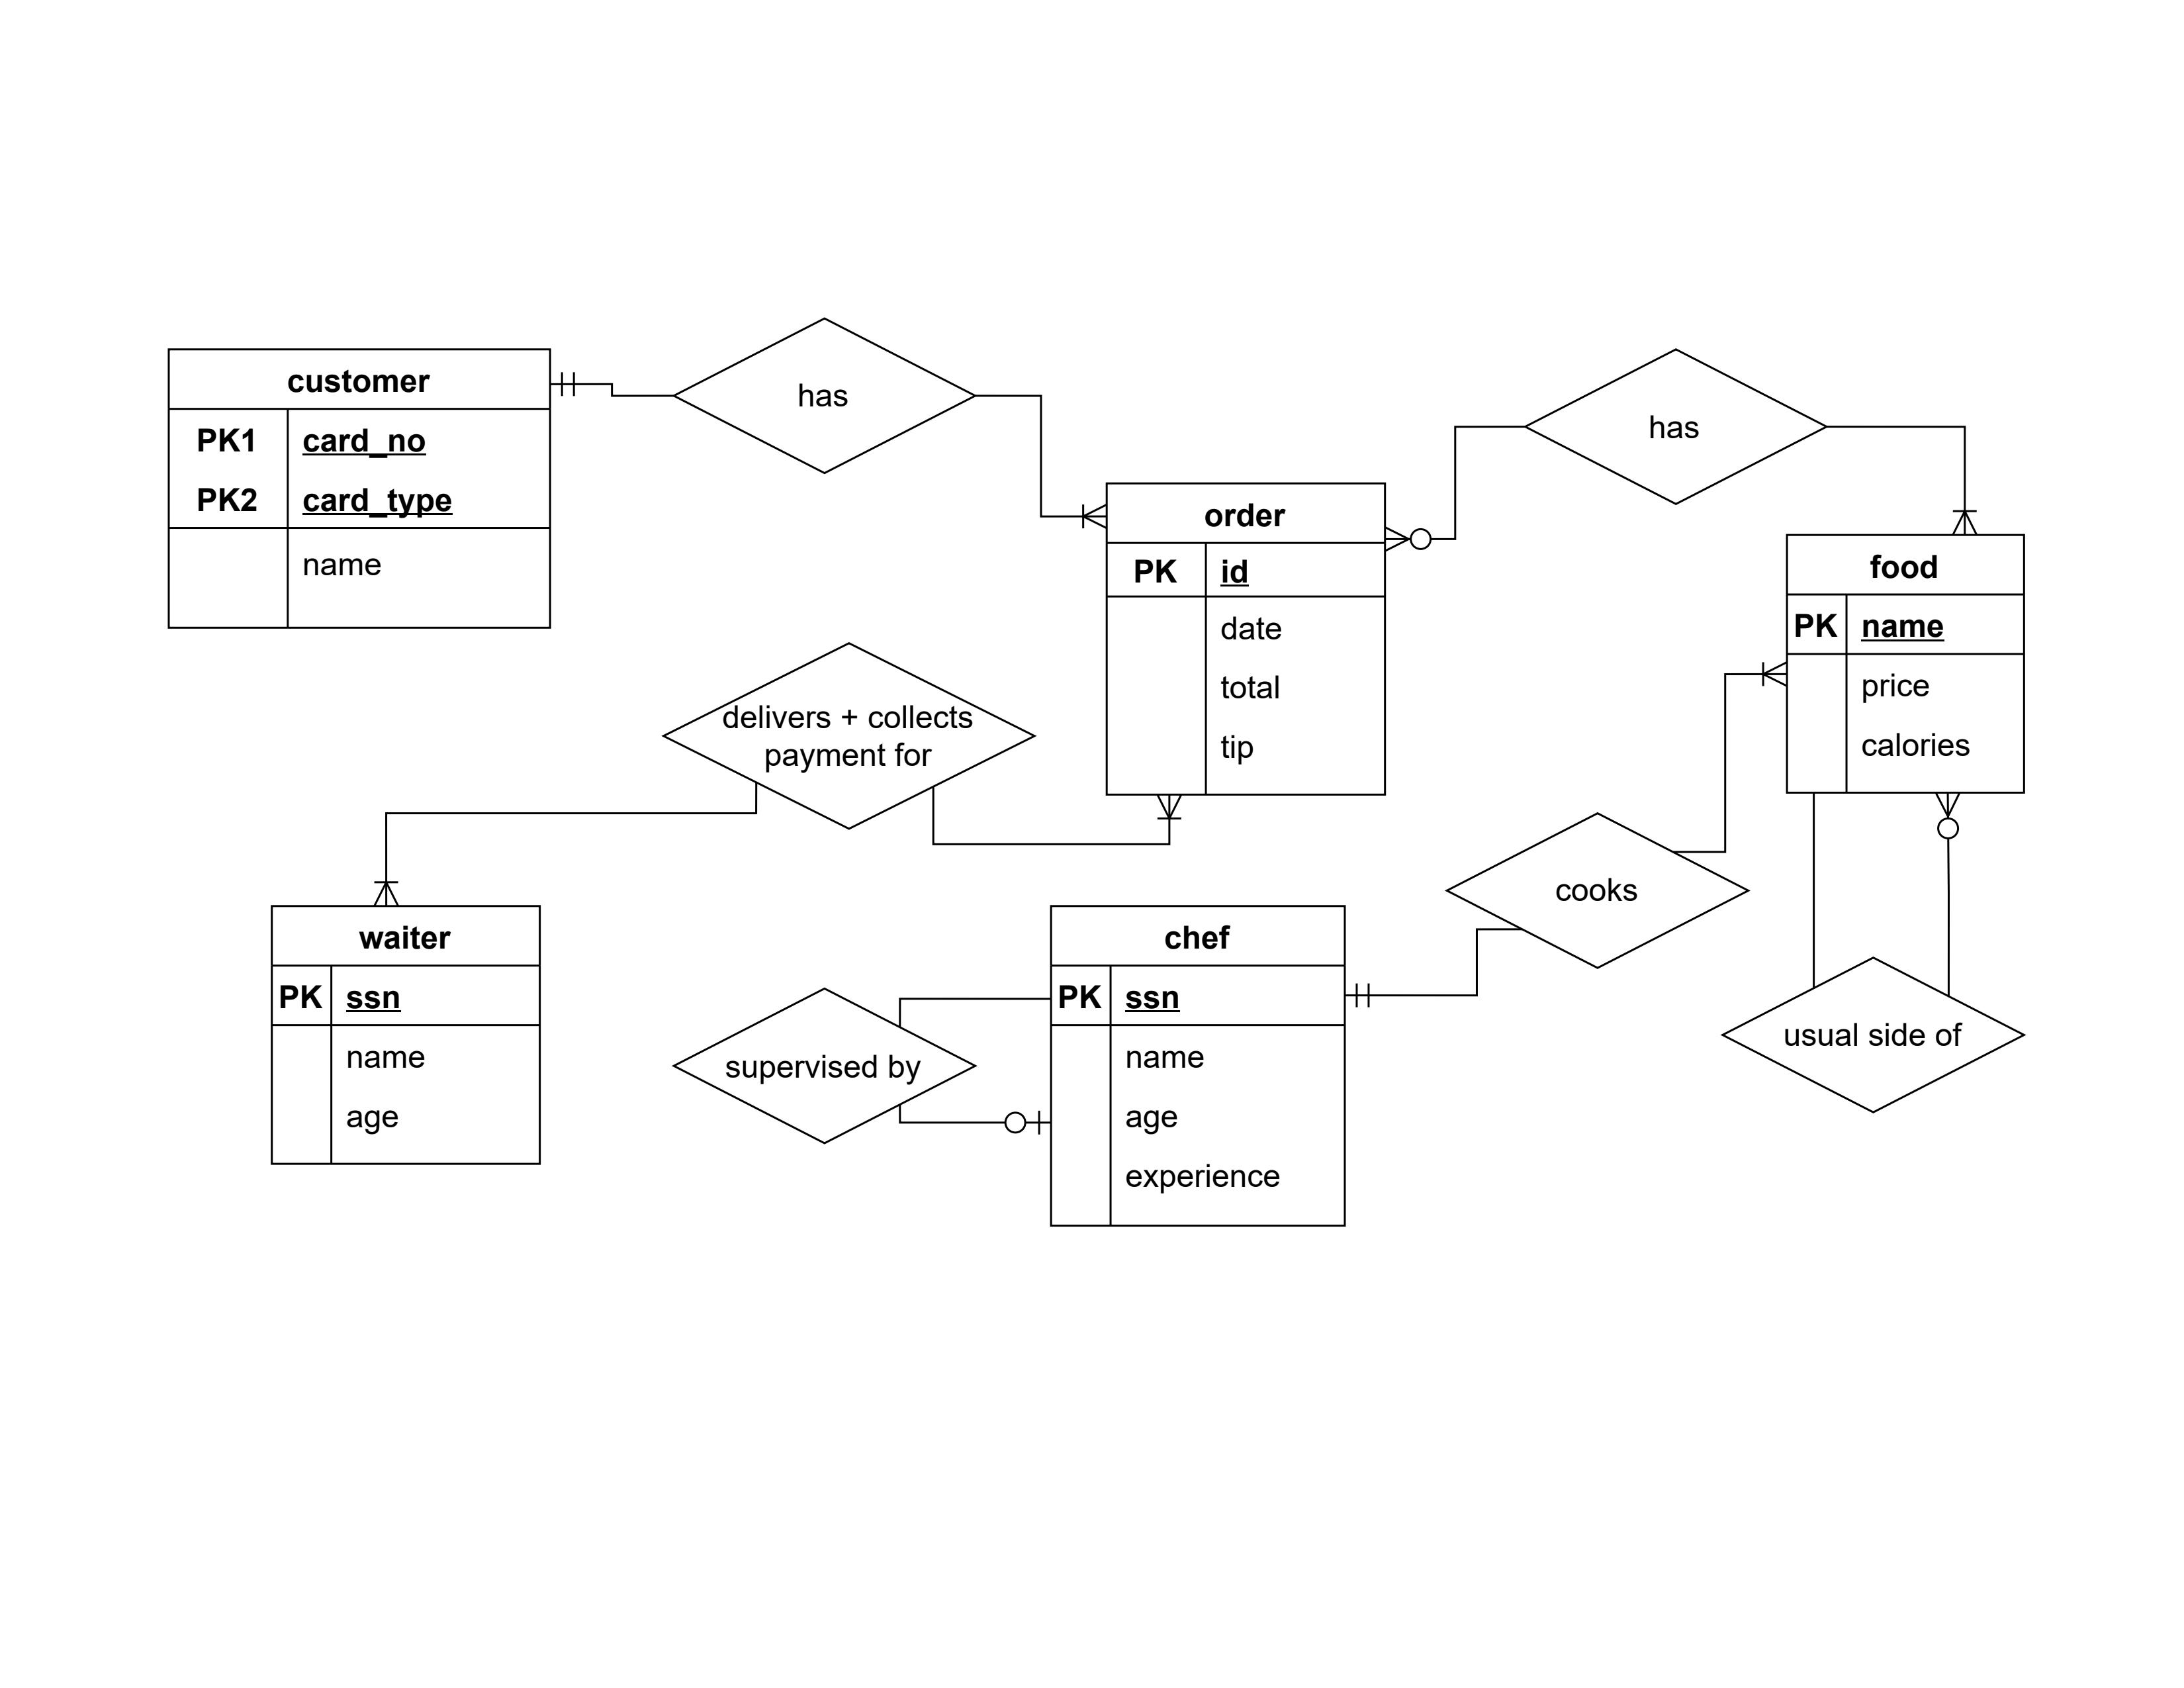 customer
PK1 card_no
PK2 card_type
name
has
order
PK id
date
total
tip
has
food
PK name
price
calories
delivers + collects
payment for
waiter
PK ssn
name
age
supervised by
chef
PK ssn
name
age
experience
cooks
usual side of